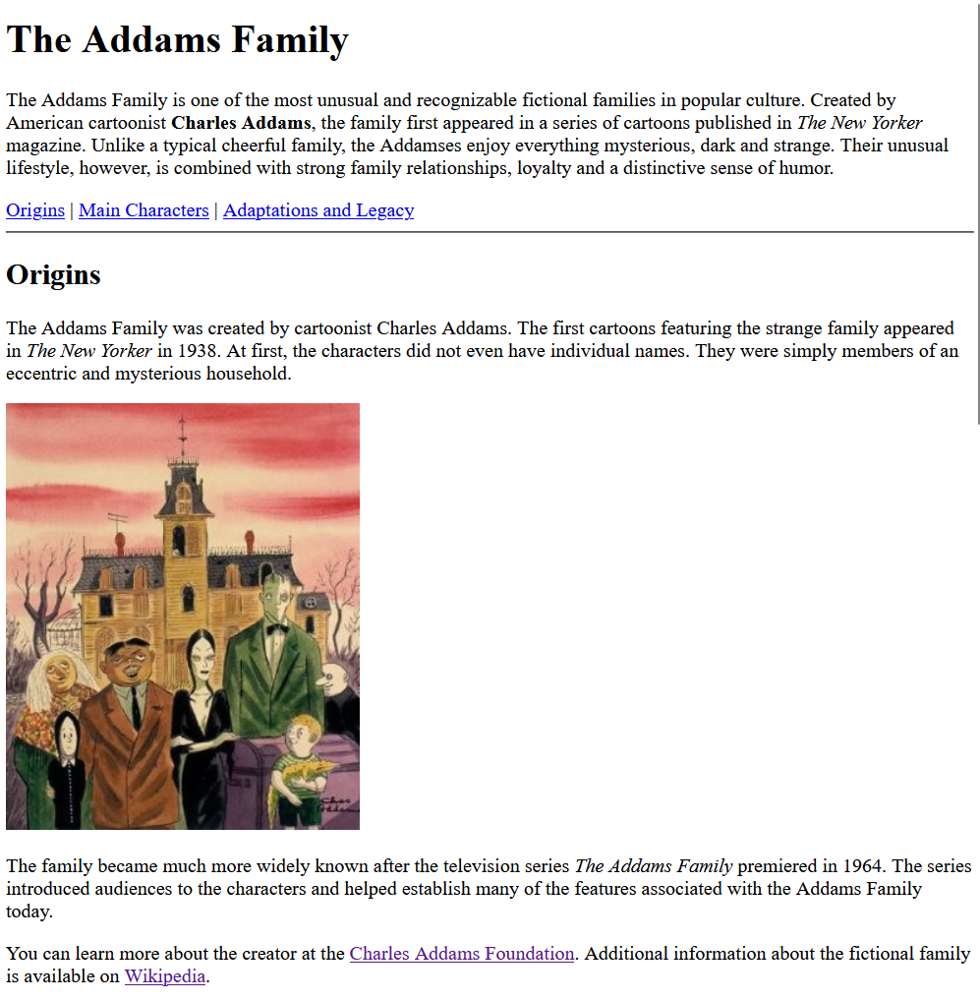 The Addams Family
The Addams Family is one of the most unusual and recognizable fictional families in popular culture. Created by
American cartoonist Charles Addams, the family first appeared in a series of cartoons published in The New Yorker
magazine. Unlike a typical cheerful family, the Addamses enjoy everything mysterious, dark and strange. Their unusual
lifestyle, however, is combined with strong family relationships, loyalty and a distinctive sense of humor.
Origins | Main Characters | Adaptations and Legacy
Origins
The Addams Family was created by cartoonist Charles Addams. The first cartoons featuring the strange family appeared
in The New Yorker in 1938. At first, the characters did not even have individual names. They were simply members of an
eccentric and mysterious household.
Chas
Addams
The family became much more widely known after the television series The Addams Family premiered in 1964. The series
introduced audiences to the characters and helped establish many of the features associated with the Addams Family
today.
You can learn more about the creator at the Charles Addams Foundation. Additional information about the fictional family
is available on Wikipedia.